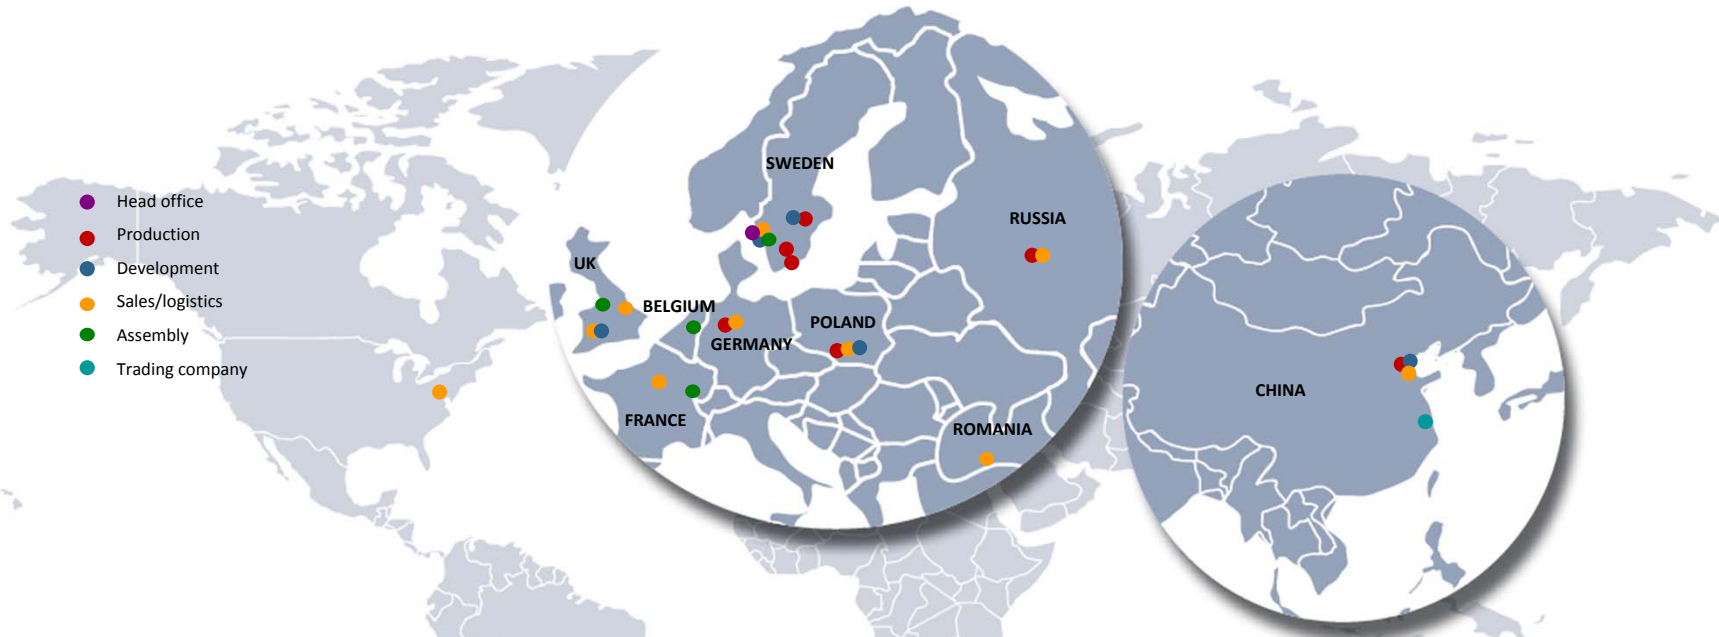 Head office
Production
Development
Sales/logistics
Assembly
Trading company
SWEDEN
RUSSIA
UK
BELGIUM
POLAND
GERMANY
FRANCE
ROMANIA
CHINA